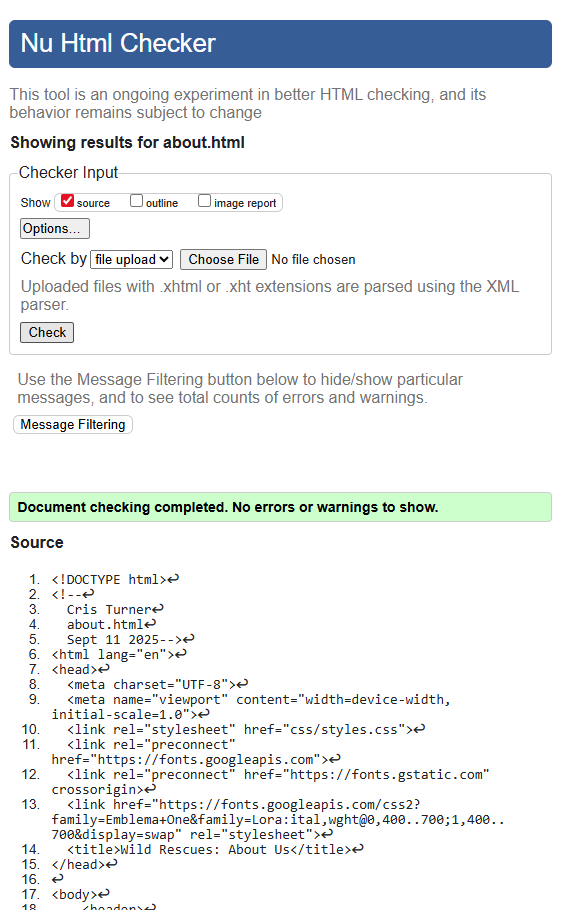 Nu Html Checker
This tool is an ongoing experiment in better HTML checking, and its
behavior remains subject to change
Showing results for about.html
Checker Input
Show source outline image report
Options...
Check by file upload Choose File No file chosen
Uploaded files with .xhtml or .xht extensions are parsed using the XML
parser.
Check
Use the Message Filtering button below to hide/show particular
messages, and to see total counts of errors and warnings.
Message Filtering
Document checking completed. No errors or warnings to show.
Source
1. <!DOCTYPE html>↩
2. <!--↩
3. Cris Turner↩
4. about.html↩
5. Sept 11 2025-->↩
6. <html lang="en">↩
7. <head>↩
8. <meta charset="UTF-8">↩
9. <meta name="viewport" content="width=device-width,
initial-scale=1.0">↩
10. <link rel="stylesheet" href="css/styles.css">↩
11. <link rel="preconnect"
href="https://fonts.googleapis.com">↩
12. <link rel="preconnect" href="https://fonts.gstatic.com"
crossorigin>↩
13. <link href="https://fonts.googleapis.com/css2?
family=Emblema+One&family=Lora:ital,wght@0,400..700;1,400..
700&display=swap" rel="stylesheet">↩
14. <title>Wild Rescues: About Us</title>↩
15. </head>↩
16. ↩
17. <body>↩
18. <header>↩